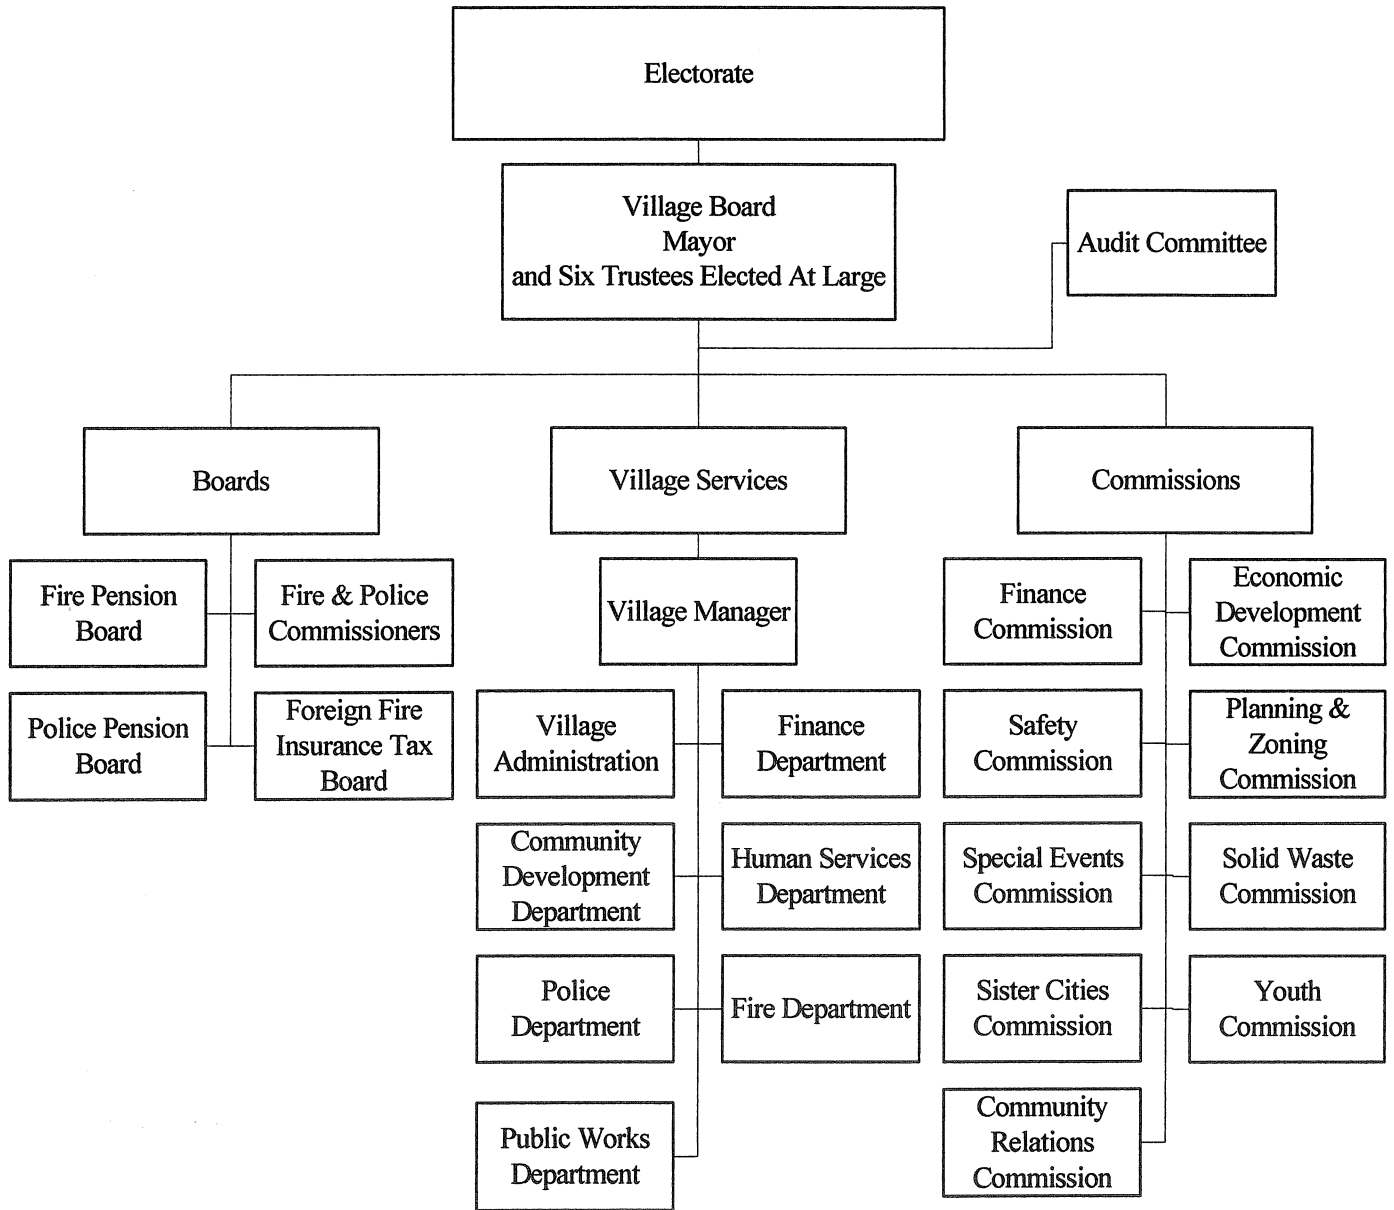 Electorate
Village Board
Mayor
and Six Trustees Elected At Large
Audit Committee
Boards
Village Services
Commissions
Fire Pension
Board
Fire & Police
Commissioners
Police Pension
Board
Foreign Fire
Insurance Tax
Board
Village Manager
Village
Administration
Finance
Department
Community
Development
Department
Human Services
Department
Police
Department
Fire Department
Public Works
Department
Finance
Commission
Economic
Development
Commission
Safety
Commission
Planning &
Zoning
Commission
Special Events
Commission
Solid Waste
Commission
Sister Cities
Commission
Youth
Commission
Community
Relations
Commission